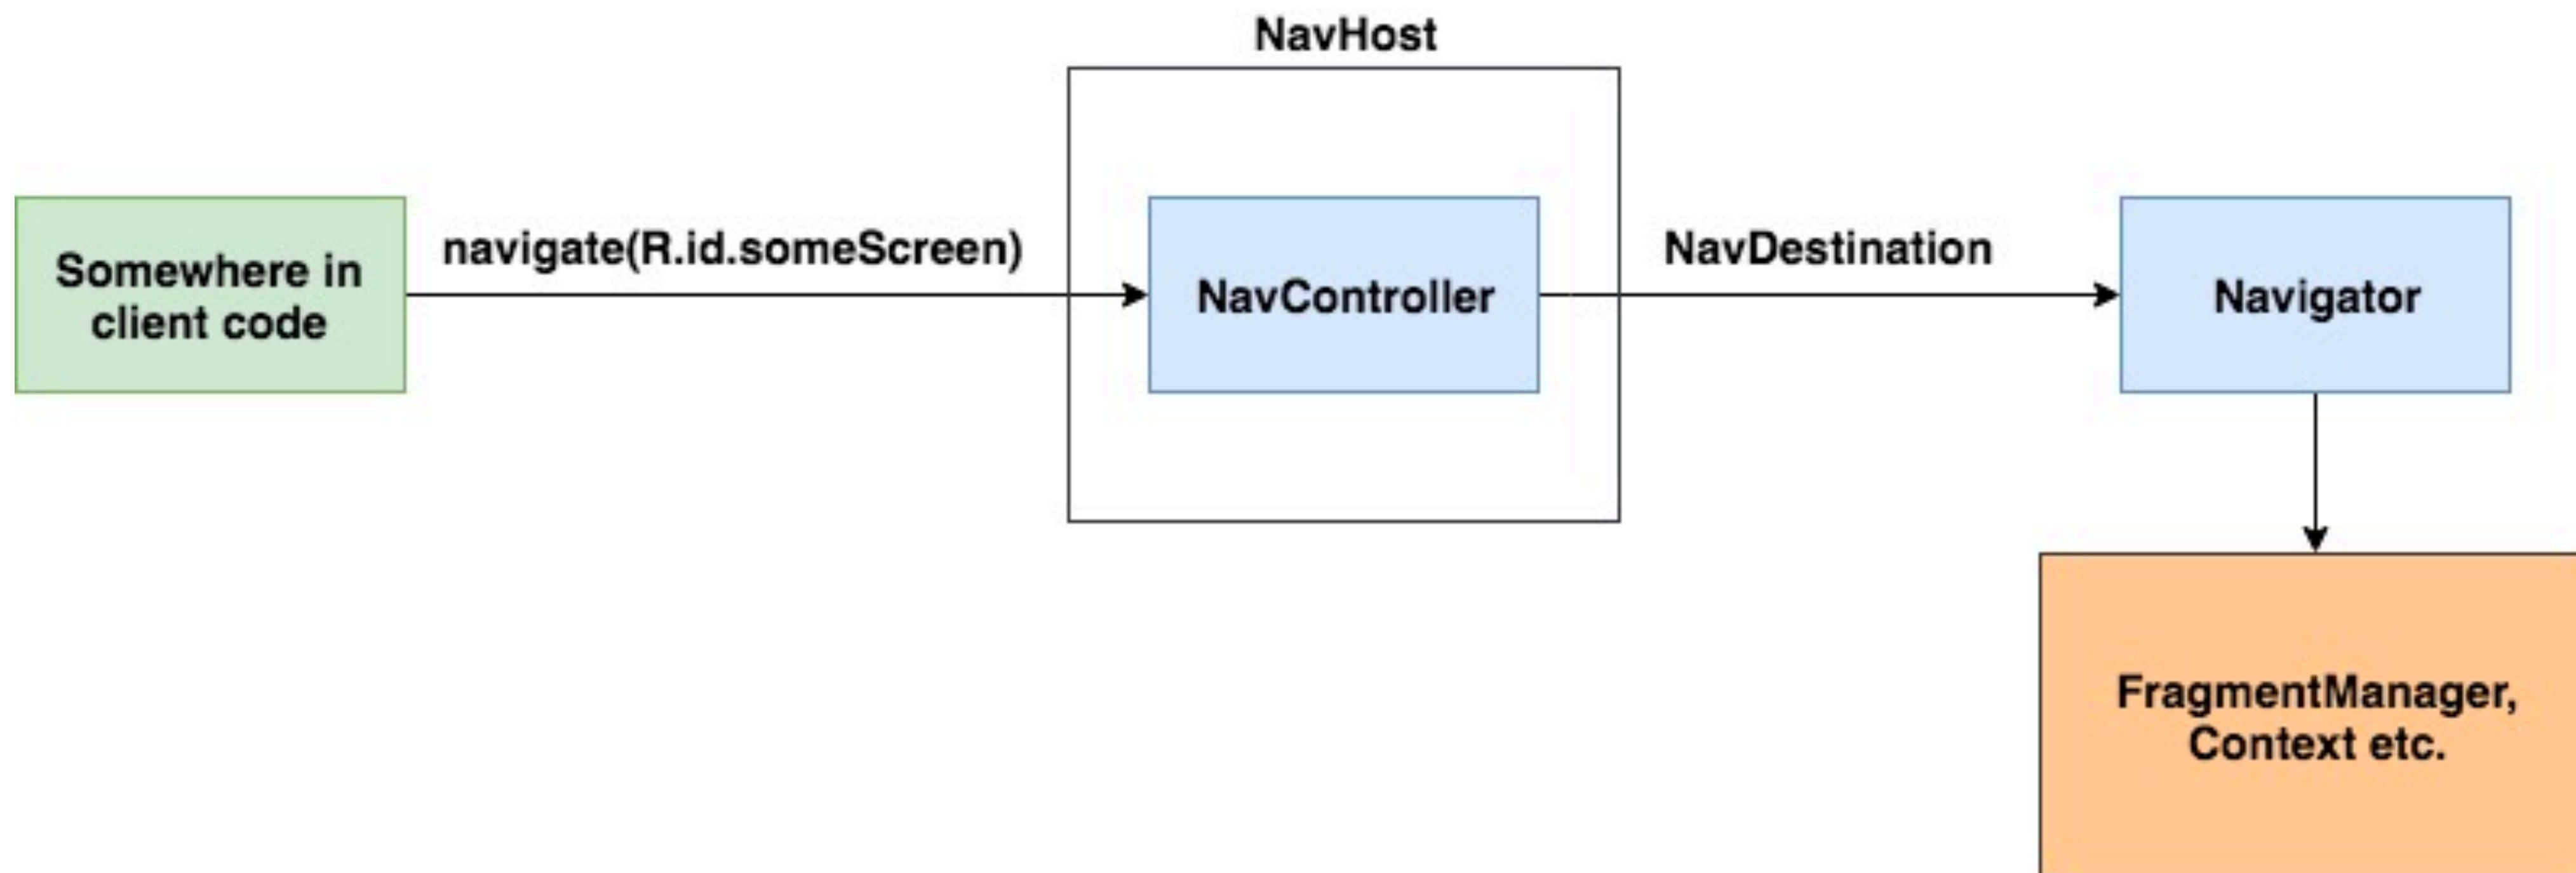 NavHost
Somewhere in
client code
navigate(R.id.someScreen)
NavController
NavDestination
Navigator
FragmentManager,
Context etc.